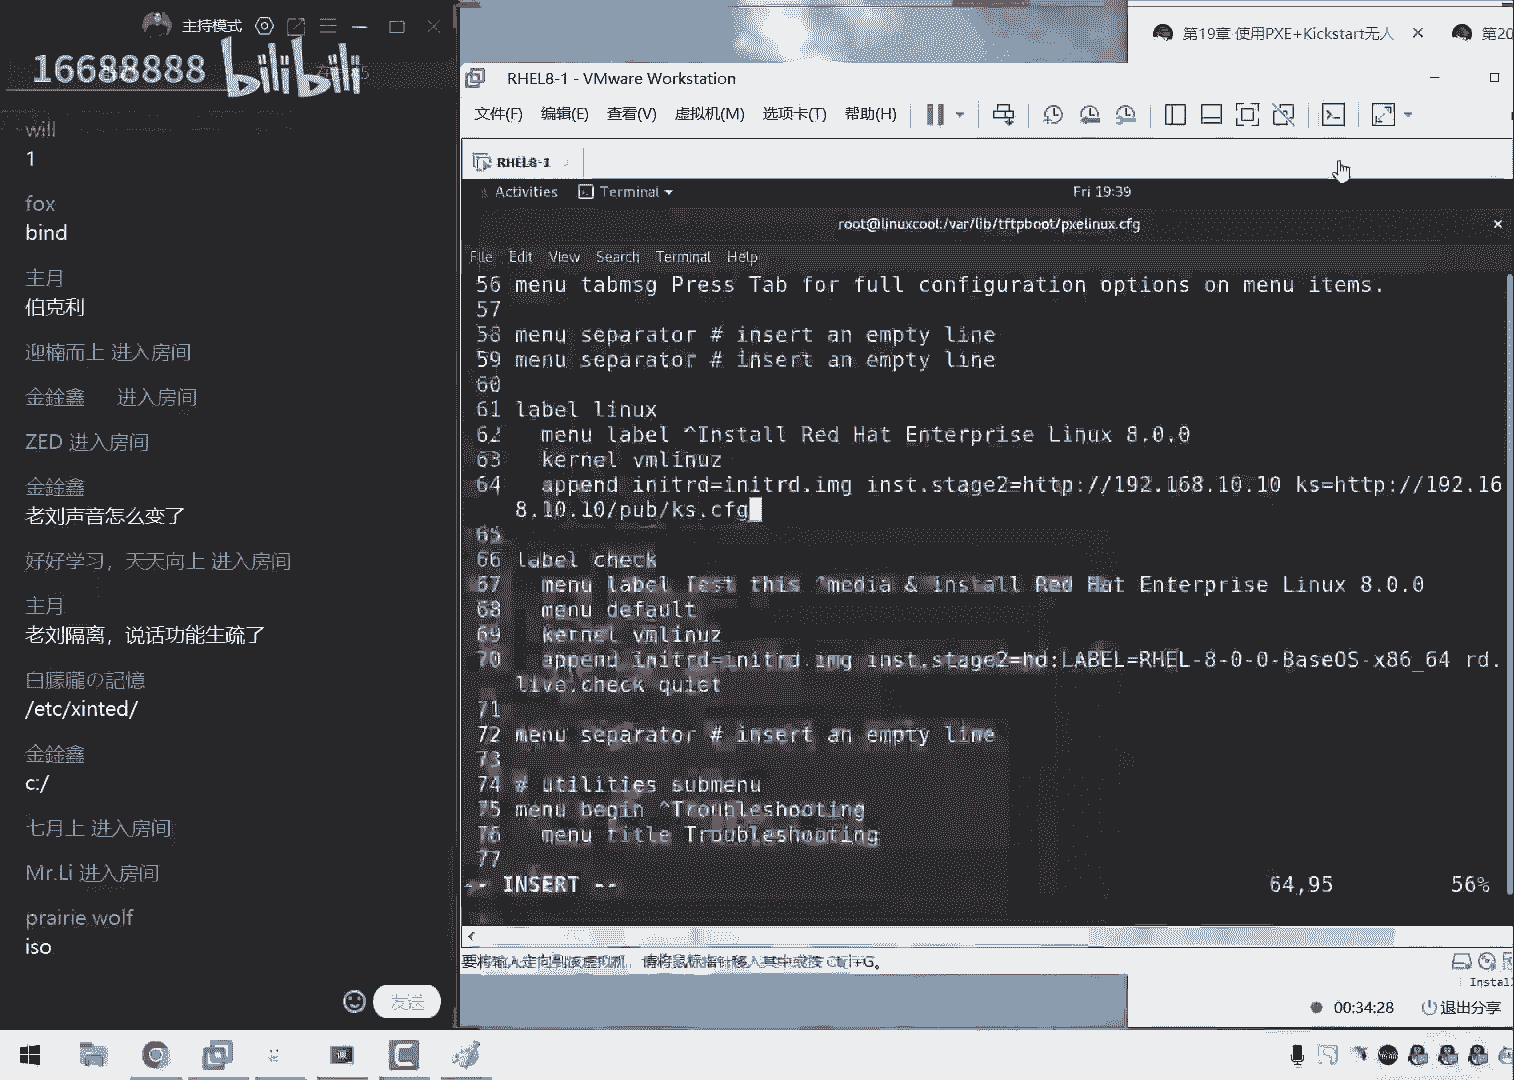 主持模式
16688888
bilibili
will
1
fox
bind
主月
伯克利
迎楠而上 进入房间
金銓鑫 进入房间
ZED 进入房间
金銓鑫
老刘声音怎么变了
好好学习，天天向上 进入房间
主月
老刘隔离，说话功能生疏了
白朦朧の記憶
/etc/xinted/
金銓鑫
c:/
七月上 进入房间
Mr.Li 进入房间
prairie wolf
iso
发送
第19章 使用PXE+Kickstart无人
第20
RHEL8-1 - VMware Workstation
文件(F) 编辑(E) 查看(V) 虚拟机(M) 选项卡(T) 帮助(H)
RHEL8-1
Activities Terminal Fri 19:39
root@linuxcool:/var/lib/tftpboot/pxelinux.cfg
File Edit View Search Terminal Help
56 menu tabmsg Press Tab for full configuration options on menu items.
57
58 menu separator # insert an empty line
59 menu separator # insert an empty line
60
61 label linux
62 menu label ^Install Red Hat Enterprise Linux 8.0.0
63 kernel vmlinuz
64 append initrd=initrd.img inst.stage2=http://192.168.10.10 ks=http://192.16
8.10.10/pub/ks.cfg
65
66 label check
67 menu label Test this ^media & install Red Hat Enterprise Linux 8.0.0
68 menu default
69 kernel vmlinuz
70 append initrd=initrd.img inst.stage2=hd:LABEL=RHEL-8-0-0-BaseOS-x86_64 rd.
live.check quiet
71
72 menu separator # insert an empty line
73
74 # utilities submenu
75 menu begin ^Troubleshooting
76 menu title Troubleshooting
77
-- INSERT -- 64,95 56%
要将输入定向到该虚拟机，请将鼠标指针移入其中或按 Ctrl+G。
Instal
00:34:28 退出分享